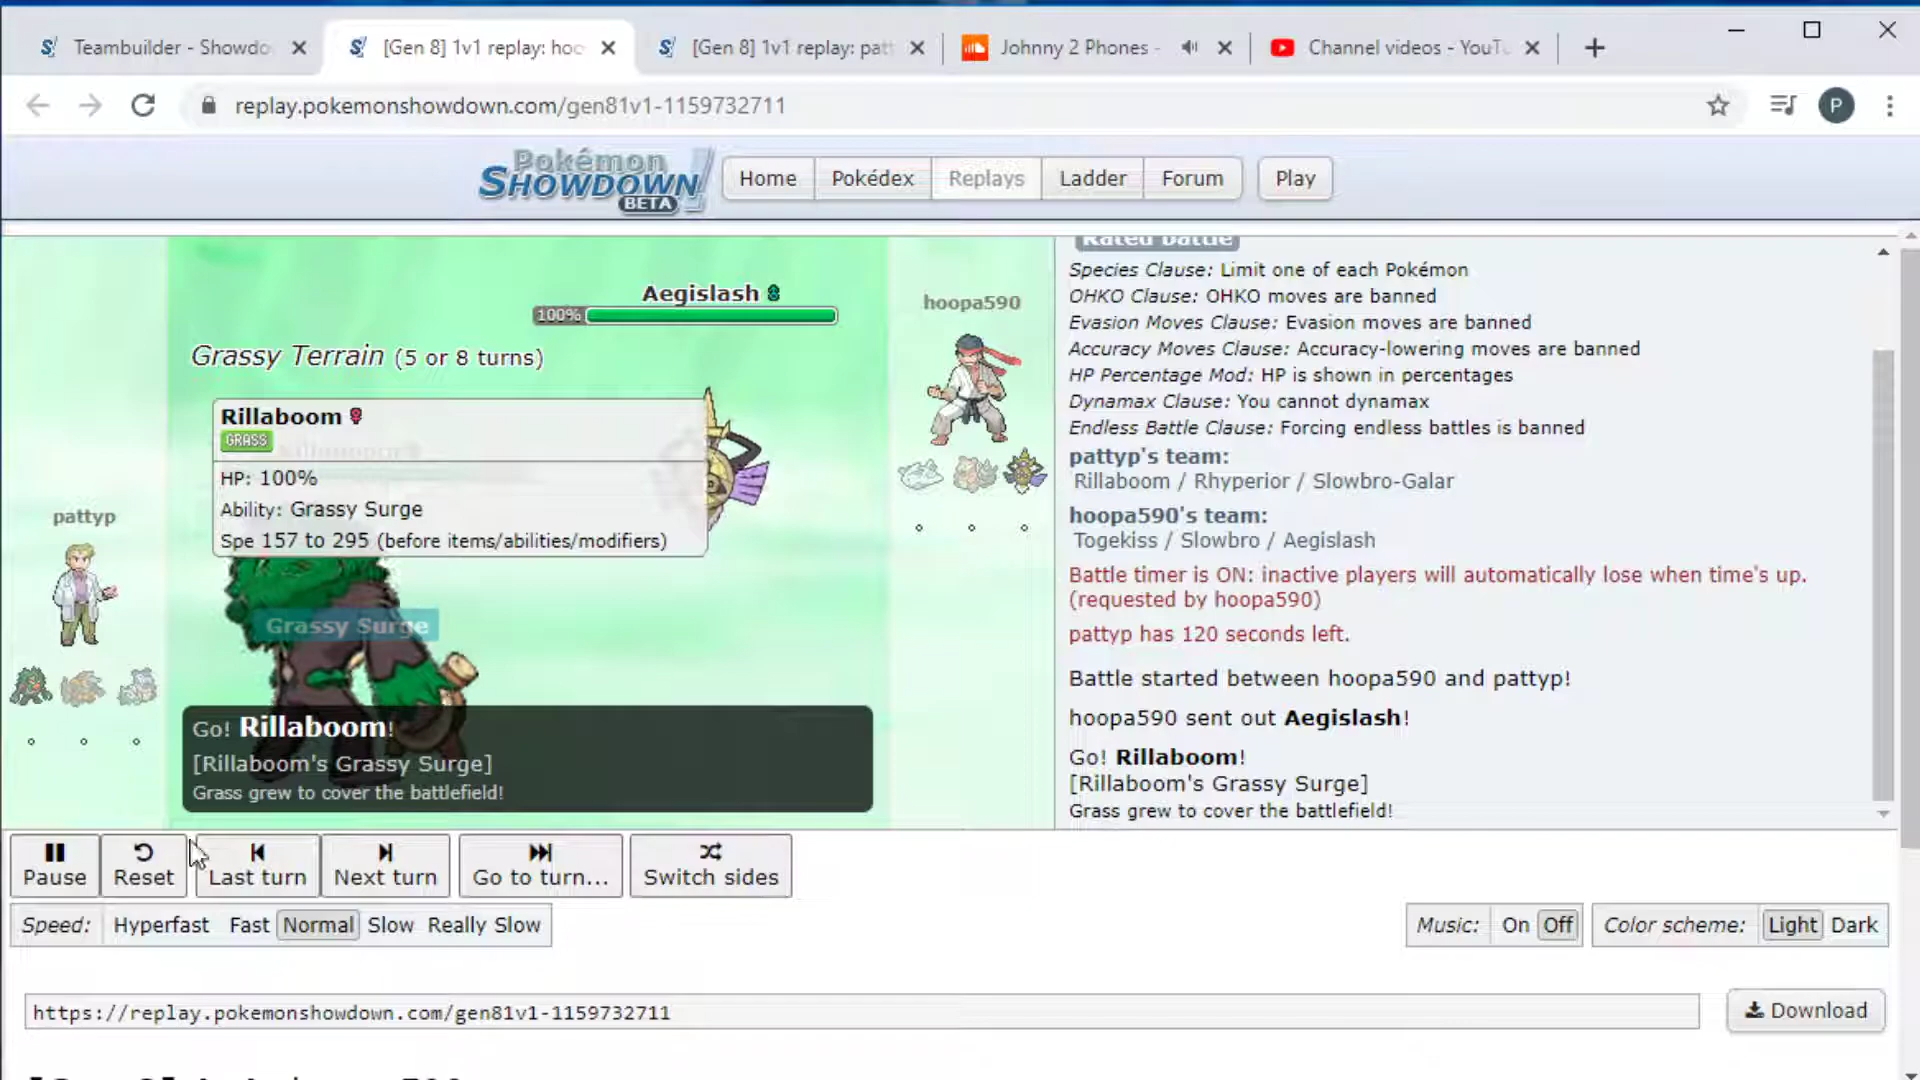 Teambuilder - Showdo
[Gen 8] 1v1 replay: hoo
[Gen 8] 1v1 replay: pat
Johnny 2 Phones -
Channel videos - YouTu
replay.pokemonshowdown.com/gen81v1-1159732711
P
Pokémon
SHOWDOWN!
BETA
Home
Pokédex
Replays
Ladder
Forum
Play
Aegislash
100%
hoopa590
Grassy Terrain (5 or 8 turns)
Rillaboom
GRASS
HP: 100%
Ability: Grassy Surge
Spe 157 to 295 (before items/abilities/modifiers)
pattyp
Grassy Surge
Go! Rillaboom!
[Rillaboom's Grassy Surge]
Grass grew to cover the battlefield!
Rated battle
Species Clause: Limit one of each Pokémon
OHKO Clause: OHKO moves are banned
Evasion Moves Clause: Evasion moves are banned
Accuracy Moves Clause: Accuracy-lowering moves are banned
HP Percentage Mod: HP is shown in percentages
Dynamax Clause: You cannot dynamax
Endless Battle Clause: Forcing endless battles is banned
pattyp's team:
Rillaboom / Rhyperior / Slowbro-Galar
hoopa590's team:
Togekiss / Slowbro / Aegislash
Battle timer is ON: inactive players will automatically lose when time's up.
(requested by hoopa590)
pattyp has 120 seconds left.
Battle started between hoopa590 and pattyp!
hoopa590 sent out Aegislash!
Go! Rillaboom!
[Rillaboom's Grassy Surge]
Grass grew to cover the battlefield!
Pause
Reset
Last turn
Next turn
Go to turn...
Switch sides
Speed: Hyperfast Fast Normal Slow Really Slow
Music: On Off
Color scheme: Light Dark
https://replay.pokemonshowdown.com/gen81v1-1159732711
Download